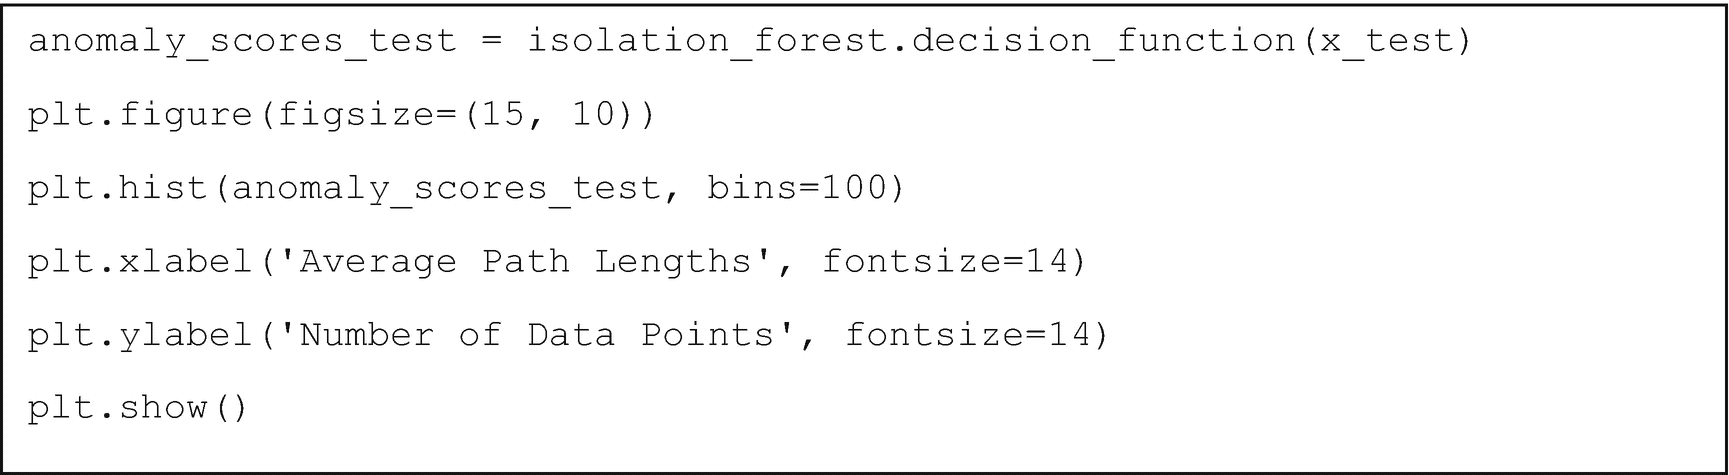 anomaly_scores_test = isolation_forest.decision_function(x_test)
plt.figure(figsize=(15, 10))
plt.hist(anomaly_scores_test, bins=100)
plt.xlabel('Average Path Lengths', fontsize=14)
plt.ylabel('Number of Data Points', fontsize=14)
plt.show()